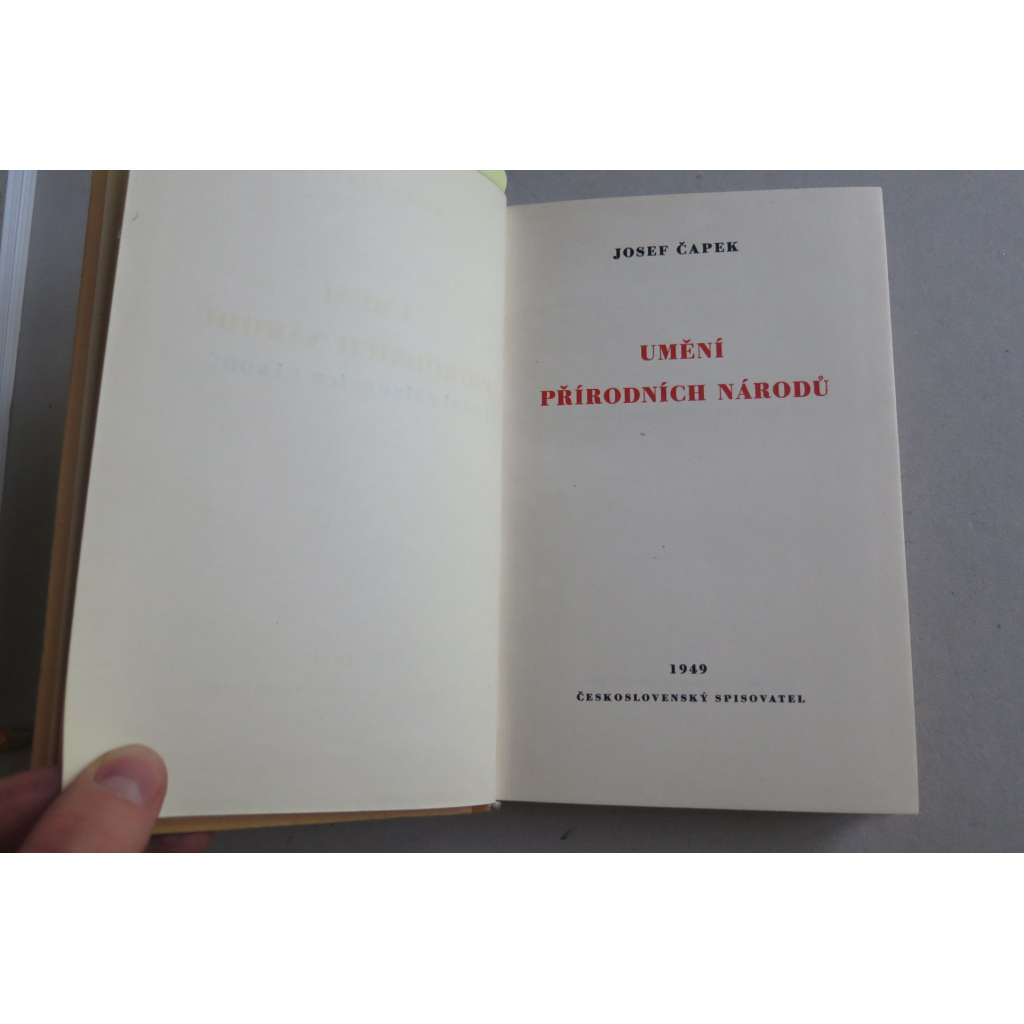 JOSEF ČAPEK
UMĚNÍ
PŘÍRODNÍCH NÁRODŮ
1949
ČESKOSLOVENSKÝ SPISOVATEL